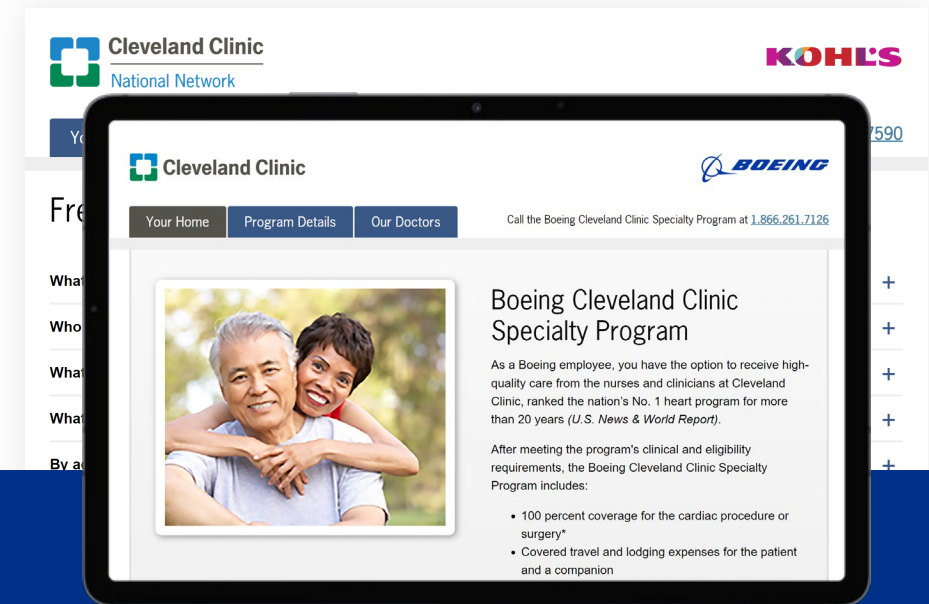 Cleveland Clinic
National Network
KOHL'S
7590
What
Who
What
What
Cleveland Clinic
BOEING
Your Home
Program Details
Our Doctors
Call the Boeing Cleveland Clinic Specialty Program at 1.866.261.7126
Boeing Cleveland Clinic
Specialty Program
As a Boeing employee, you have the option to receive high-
quality care from the nurses and clinicians at Cleveland
Clinic, ranked the nation's No. 1 heart program for more
than 20 years (U.S. News & World Report).
After meeting the program's clinical and eligibility
requirements, the Boeing Cleveland Clinic Specialty
Program includes:
• 100 percent coverage for the cardiac procedure or
surgery*
• Covered travel and lodging expenses for the patient
and a companion